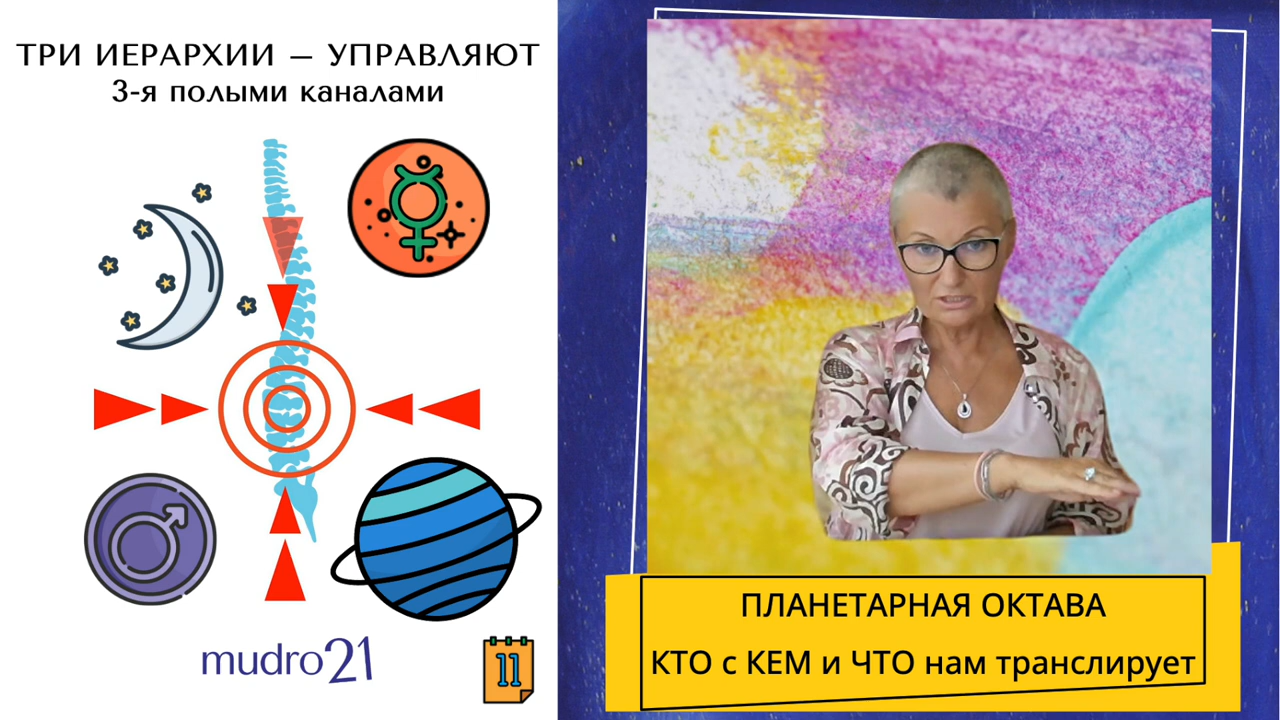 ТРИ ИЕРАРХИИ – УПРАВЛЯЮТ
3-я полыми каналами
mudro21
11
ПЛАНЕТАРНАЯ ОКТАВА
КТО с КЕМ и ЧТО нам транслирует